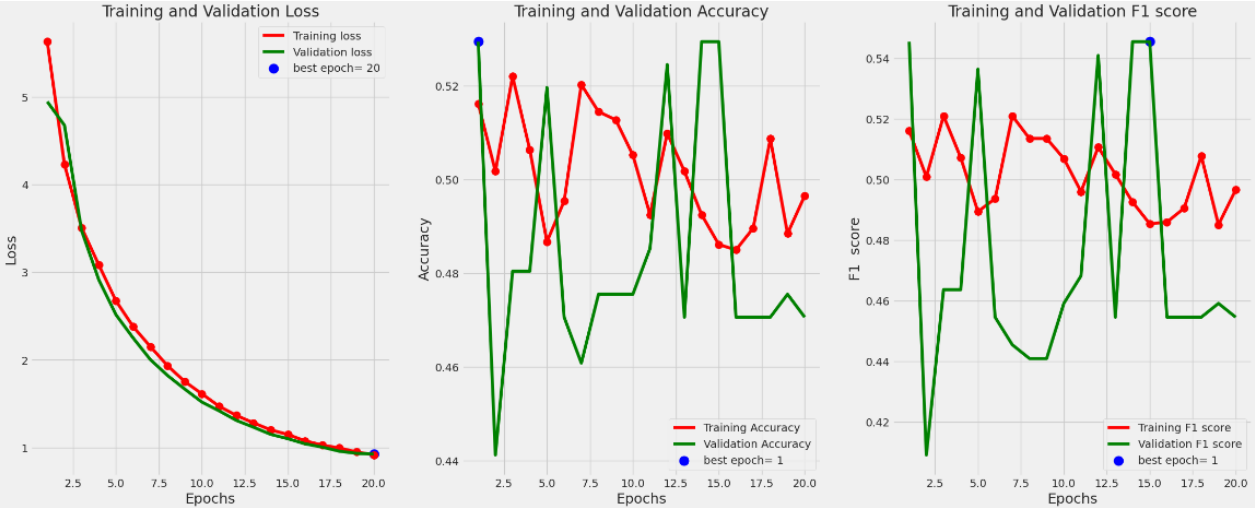 Training and Validation Loss
Training loss
Validation loss
best epoch= 20
5
4
3
2
1
Loss
2.5 5.0 7.5 10.0 12.5 15.0 17.5 20.0
Epochs
Training and Validation Accuracy
0.52
0.50
0.48
0.46
0.44
Accuracy
Training Accuracy
Validation Accuracy
best epoch= 1
2.5 5.0 7.5 10.0 12.5 15.0 17.5 20.0
Epochs
Training and Validation F1 score
0.54
0.52
0.50
0.48
0.46
0.44
0.42
F1 score
Training F1 score
Validation F1 score
best epoch= 1
2.5 5.0 7.5 10.0 12.5 15.0 17.5 20.0
Epochs